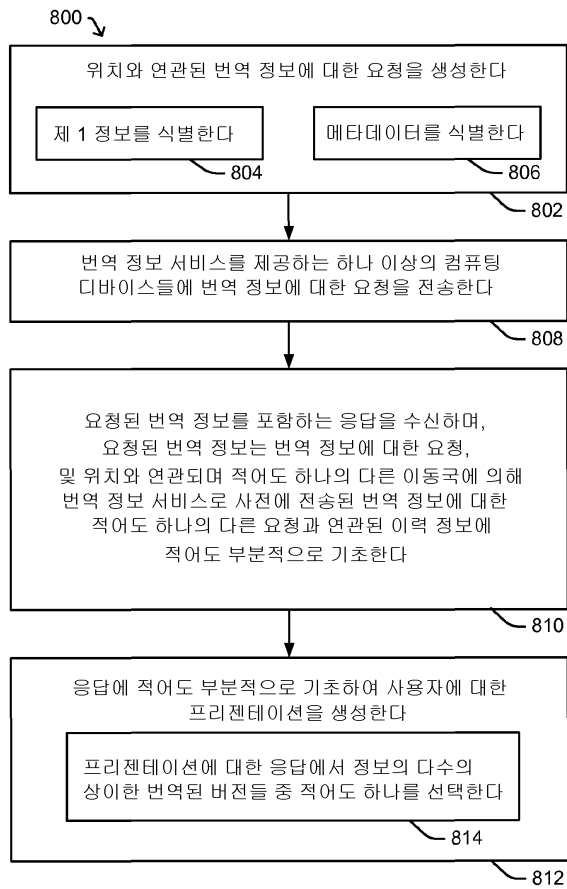 800
위치와 연관된 번역 정보에 대한 요청을 생성한다
제 1 정보를 식별한다
804
메타데이터를 식별한다
806
802
번역 정보 서비스를 제공하는 하나 이상의 컴퓨팅
디바이스들에 번역 정보에 대한 요청을 전송한다
808
요청된 번역 정보를 포함하는 응답을 수신하며,
요청된 번역 정보는 번역 정보에 대한 요청,
및 위치와 연관되며 적어도 하나의 다른 이동국에 의해
번역 정보 서비스로 사전에 전송된 번역 정보에 대한
적어도 하나의 다른 요청과 연관된 이력 정보에
적어도 부분적으로 기초한다
810
응답에 적어도 부분적으로 기초하여 사용자에 대한
프리젠테이션을 생성한다
프리젠테이션에 대한 응답에서 정보의 다수의
상이한 번역된 버전들 중 적어도 하나를 선택한다
814
812